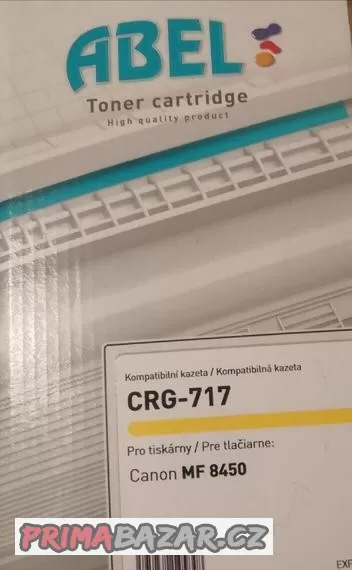 ABEL
Toner cartridge
High quality product
Kompatibilní kazeta / Kompatibilná kazeta
CRG-717
Pro tiskárny / Pre tlačiarne:
Canon MF 8450
PRIMABAZAR.CZ